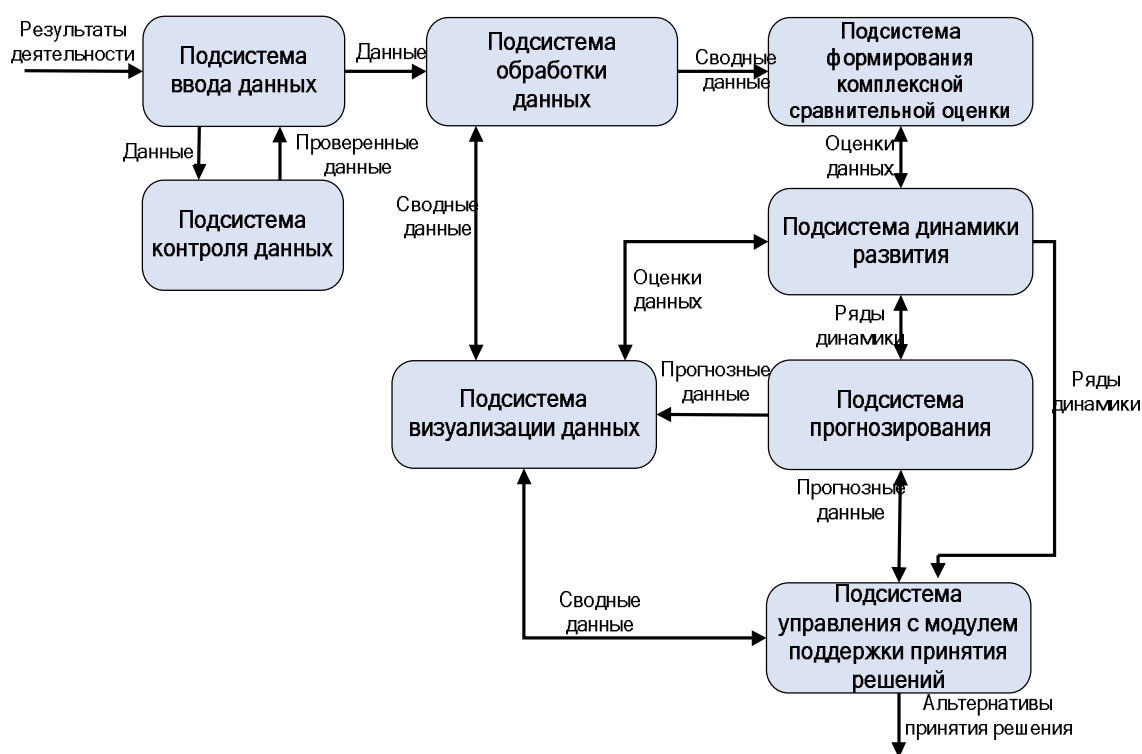 Результаты
деятельности
Подсистема
ввода данных
Данные
Подсистема
обработки
данных
Сводные
данные
Подсистема
формирования
комплексной
сравнительной оценки
Данные
Проверенные
данные
Оценки
данных
Подсистема
контроля данных
Сводные
данные
Подсистема динамики
развития
Оценки
данных
Ряды
динамики
Подсистема
визуализации данных
Прогнозные
данные
Подсистема
прогнозирования
Ряды
динамики
Прогнозные
данные
Сводные
данные
Подсистема
управления с модулем
поддержки принятия
решений
Альтернативы
принятия решения